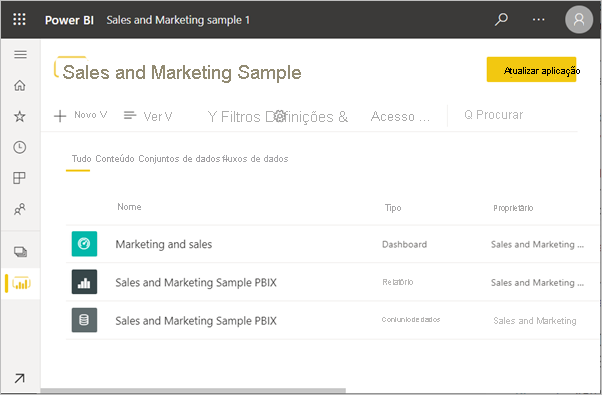 Power BI Sales and Marketing sample 1 ...
Sales and Marketing Sample
Atualizar aplicação
+ Novo V Ver V Y Filtros Definições & Acesso ... Q Procurar
Tudo Conteúdo Conjuntos de dados fluxos de dados
Nome Tipo Proprietário
Marketing and sales Dashboard Sales and Marketing ...
Sales and Marketing Sample PBIX Relatório Sales and Marketing ...
Sales and Marketing Sample PBIX Conjunto de dados Sales and Marketing